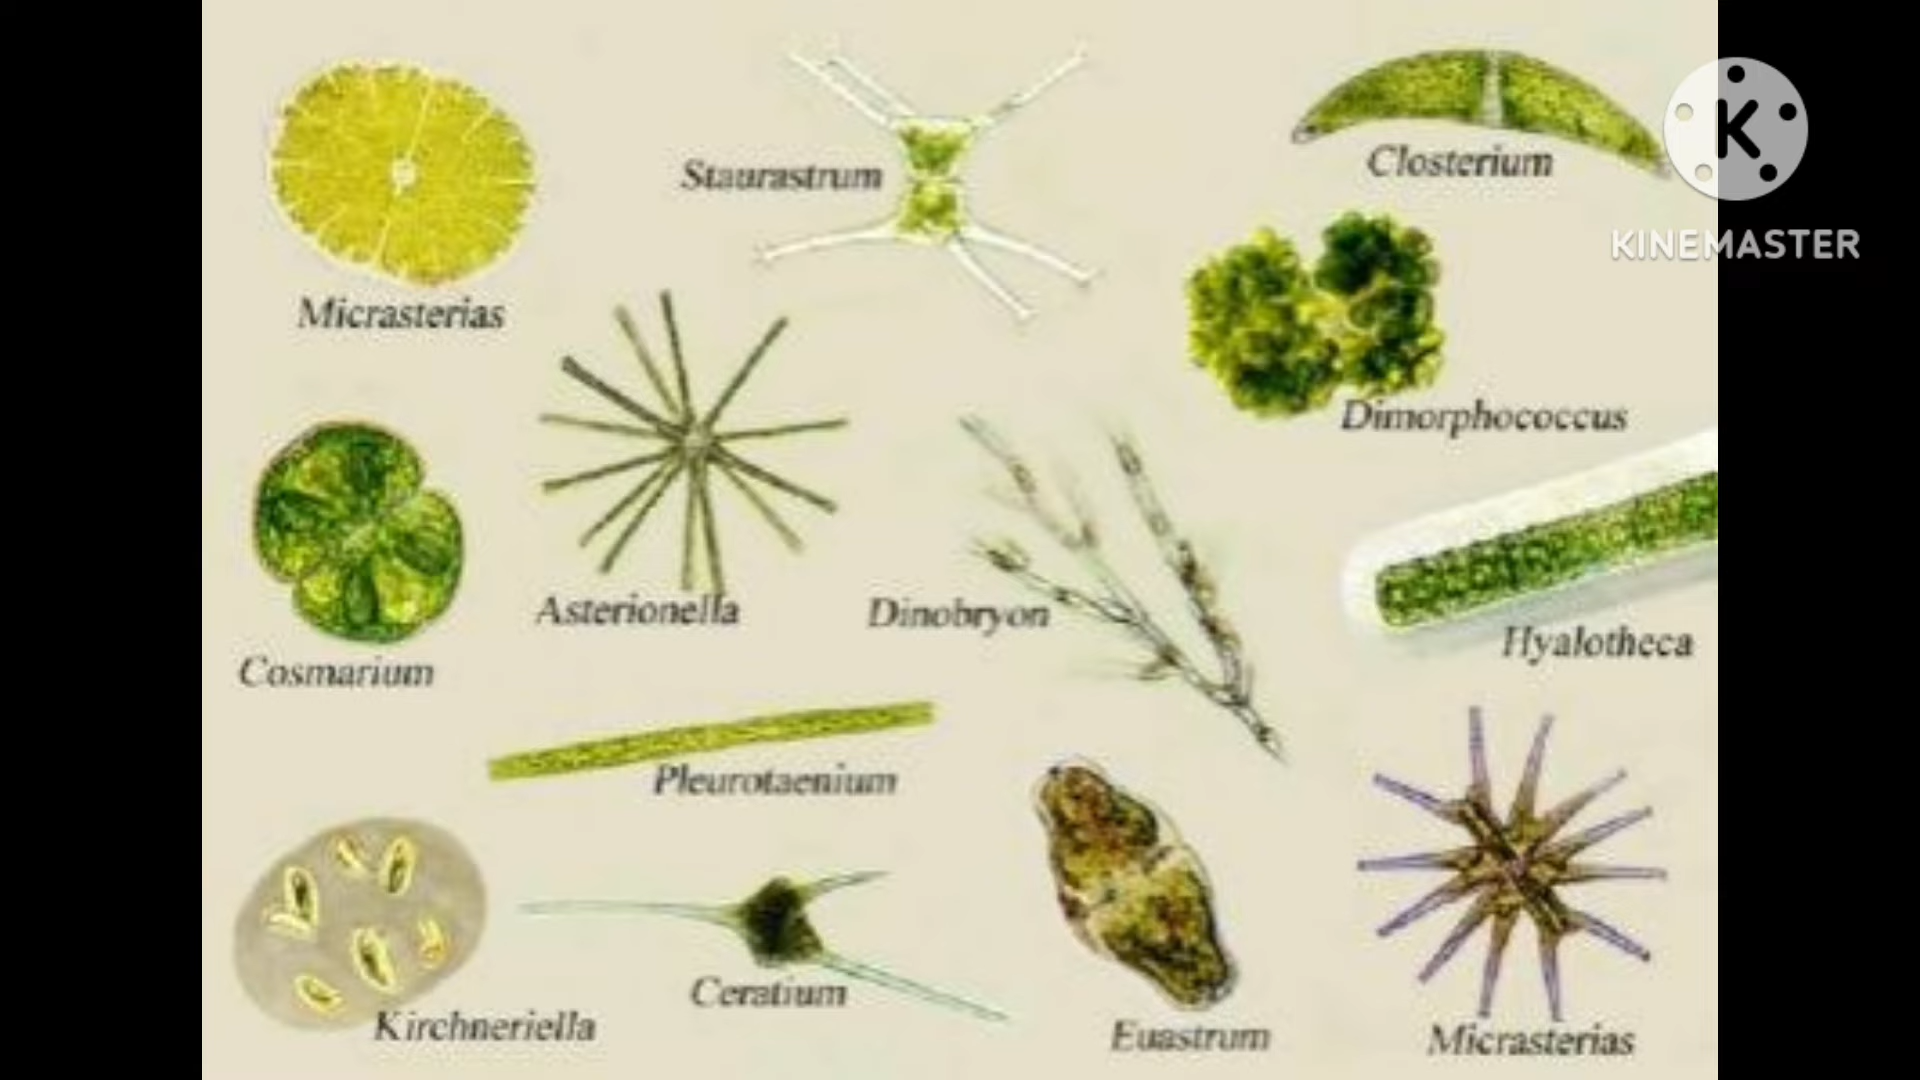 Staurastrum
Closterium
K
KINEMASTER
Micrasterias
Dimorphococcus
Asterionella
Dinobryon
Hyalotheca
Cosmarium
Pleurotaenium
Ceratium
Kirchneriella
Euastrum
Micrasterias